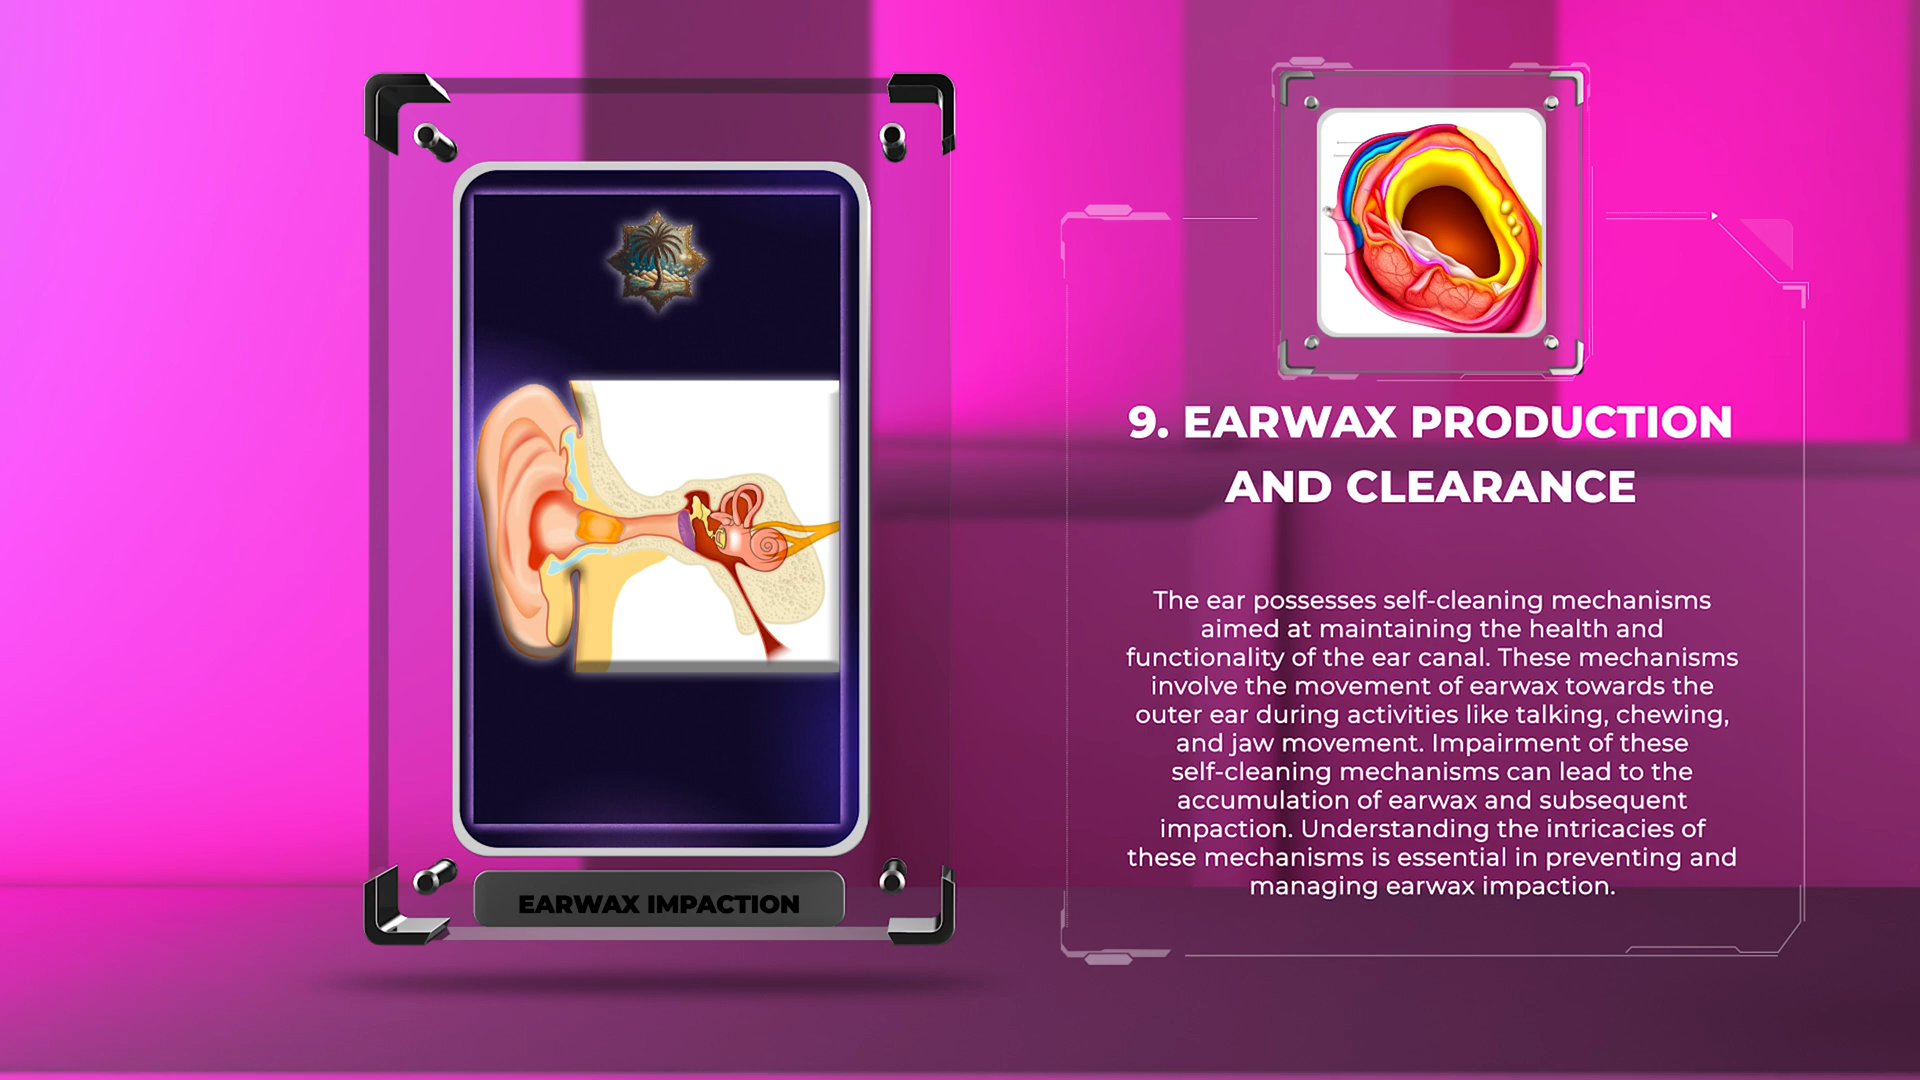 EARWAX IMPACTION
9. EARWAX PRODUCTION
AND CLEARANCE
The ear possesses self-cleaning mechanisms
aimed at maintaining the health and
functionality of the ear canal. These mechanisms
involve the movement of earwax towards the
outer ear during activities like talking, chewing,
and jaw movement. Impairment of these
self-cleaning mechanisms can lead to the
accumulation of earwax and subsequent
impaction. Understanding the intricacies of
these mechanisms is essential in preventing and
managing earwax impaction.